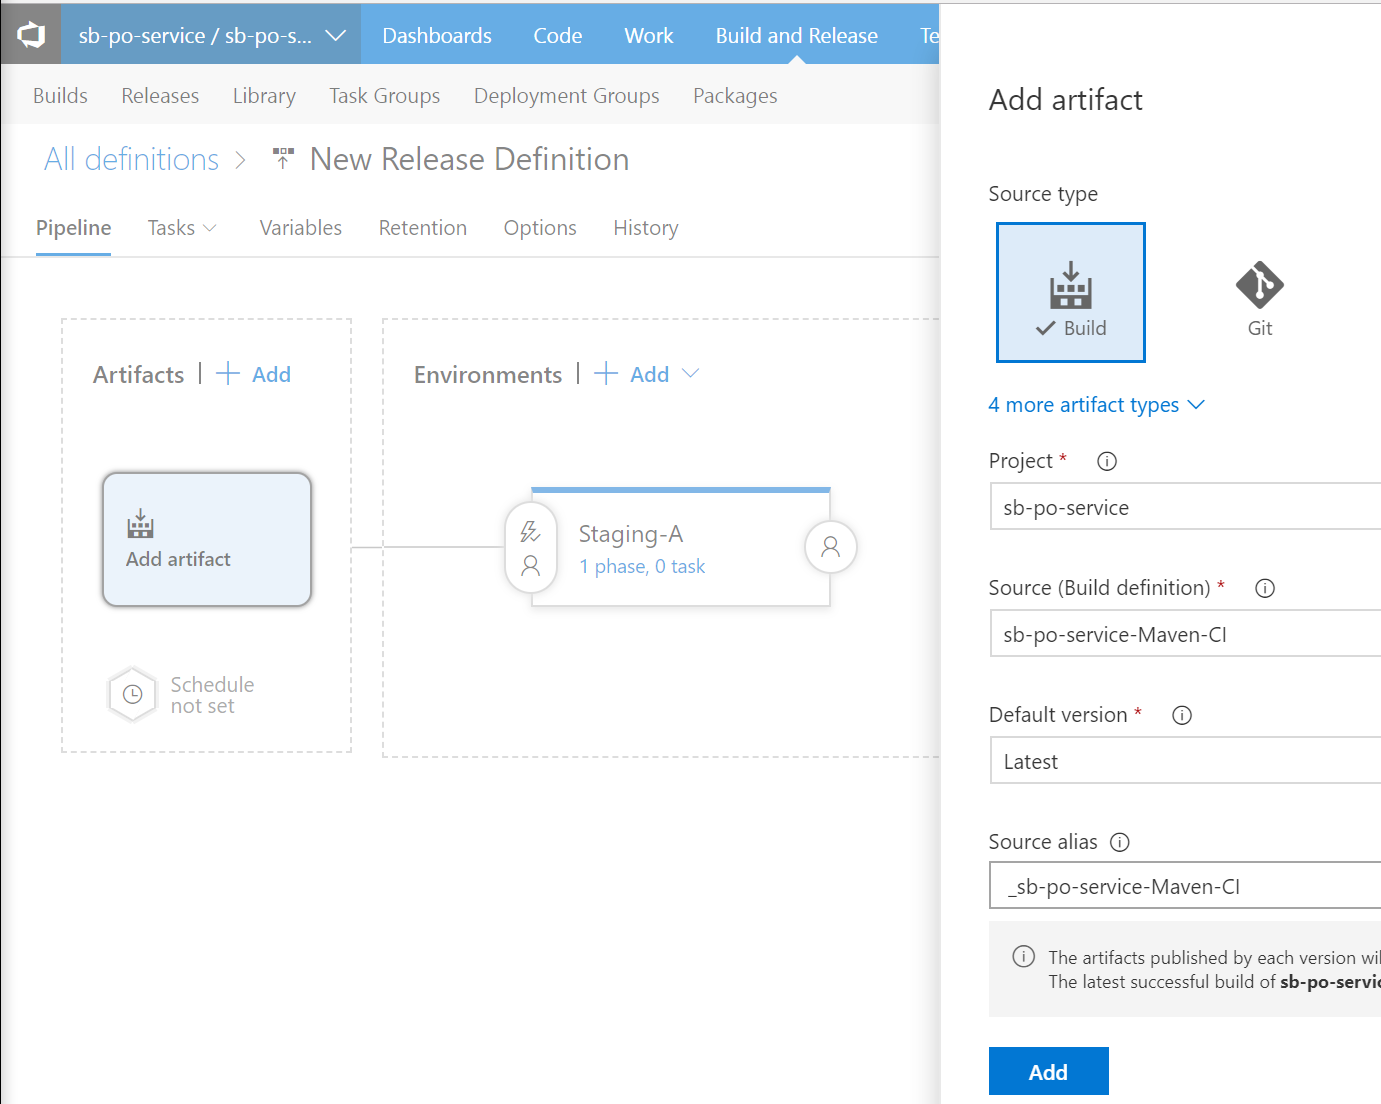 sb-po-service / sb-po-s...
Dashboards
Code
Work
Build and Release
Te
Builds
Releases
Library
Task Groups
Deployment Groups
Packages
All definitions
New Release Definition
Pipeline
Tasks
Variables
Retention
Options
History
Artifacts | + Add
Environments | + Add
Add artifact
Staging-A
1 phase, 0 task
Schedule
not set
Add artifact
Source type
Build
Git
4 more artifact types
Project *
sb-po-service
Source (Build definition) *
sb-po-service-Maven-CI
Default version *
Latest
Source alias
_sb-po-service-Maven-CI
The artifacts published by each version wil
The latest successful build of sb-po-servic
Add